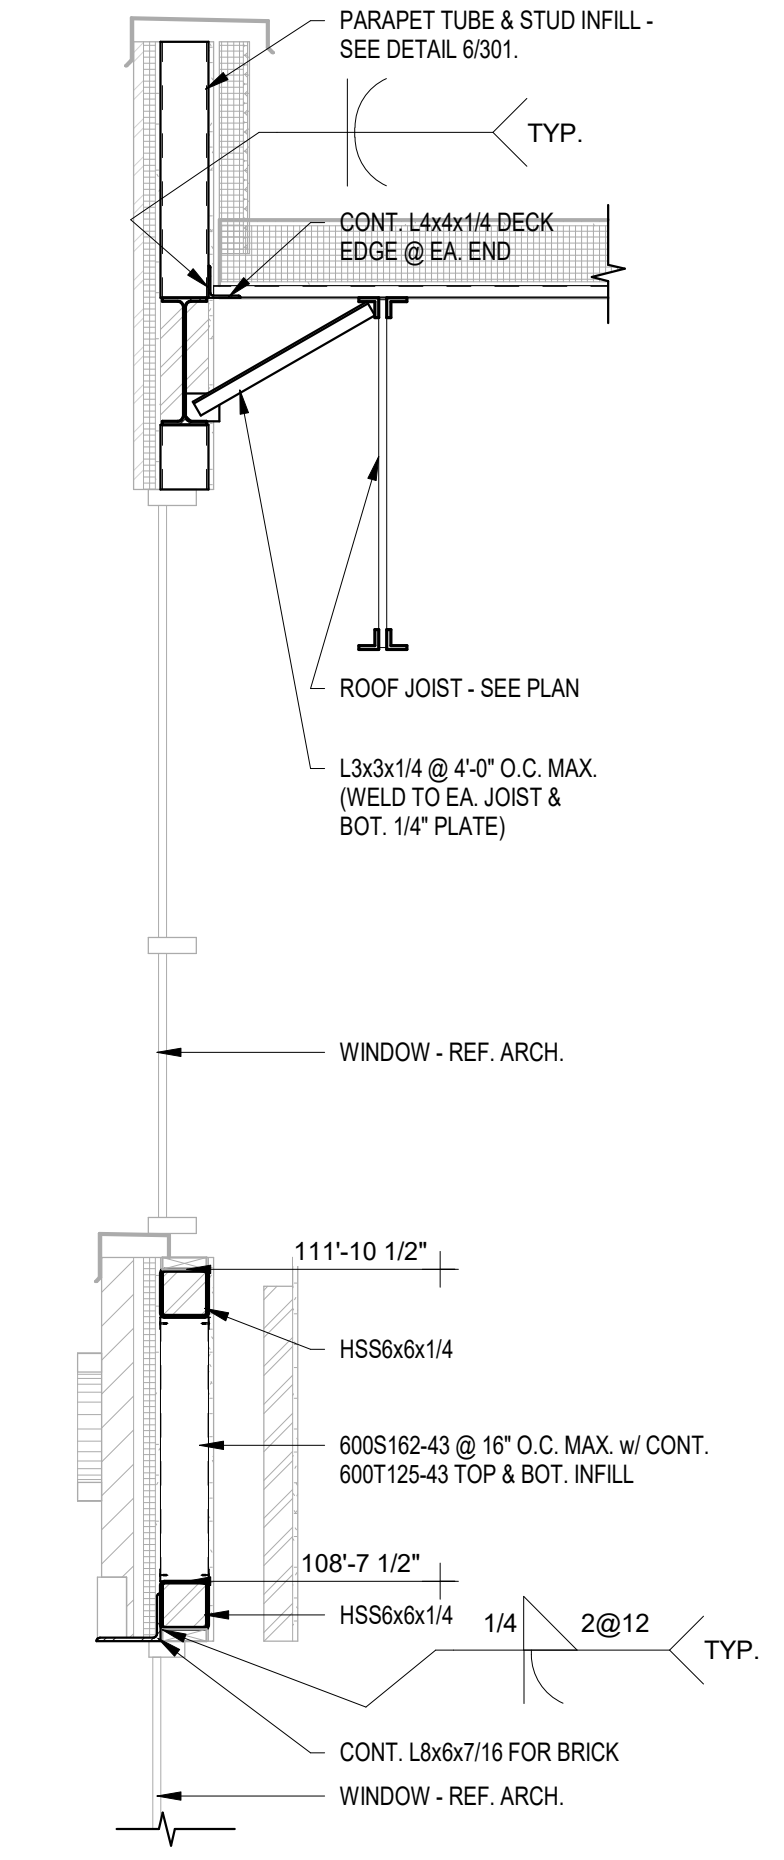 PARAPET TUBE & STUD INFILL -
SEE DETAIL 6/301.
TYP.
CONT. L4x4x1/4 DECK
EDGE @ EA. END
ROOF JOIST - SEE PLAN
L3x3x1/4 @ 4'-0" O.C. MAX.
(WELD TO EA. JOIST &
BOT. 1/4" PLATE)
WINDOW - REF. ARCH.
111'-10 1/2"
HSS6x6x1/4
600S162-43 @ 16" O.C. MAX. w/ CONT.
600T125-43 TOP & BOT. INFILL
108'-7 1/2"
HSS6x6x1/4
1/4 2@12
TYP.
CONT. L8x6x7/16 FOR BRICK
WINDOW - REF. ARCH.